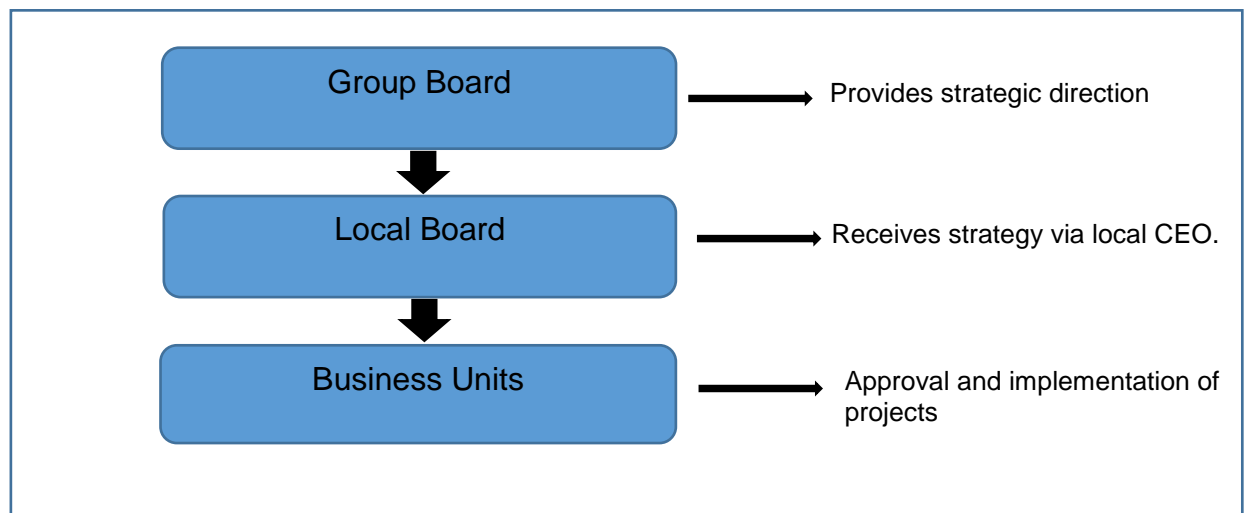 Group Board
Provides strategic direction
Local Board
Receives strategy via local CEO.
Business Units
Approval and implementation of
projects